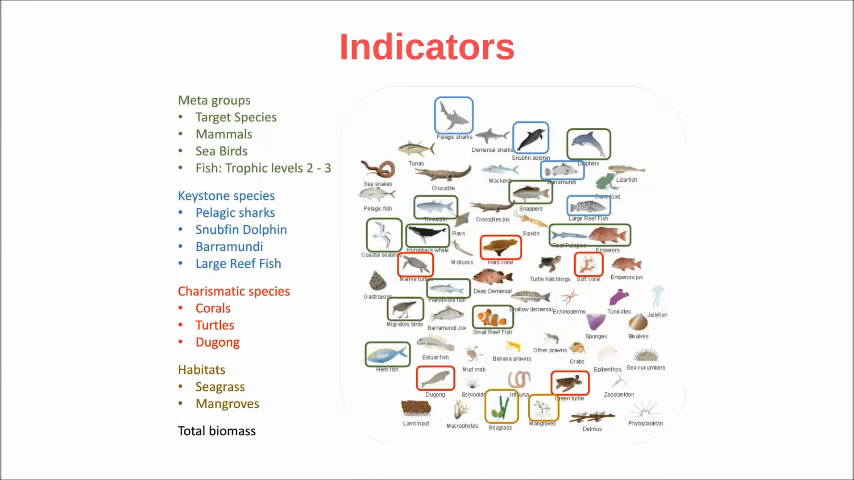 Indicators
Meta groups
• Target Species
• Mammals
• Sea Birds
• Fish: Trophic levels 2 - 3
Keystone species
• Pelagic sharks
• Snubfin Dolphin
• Barramundi
• Large Reef Fish
Charismatic species
• Corals
• Turtles
• Dugong
Habitats
• Seagrass
• Mangroves
Total biomass
Pelagic sharks
Demersal sharks
Snubfin dolphin
Dolphins
Tunas
Sea snakes
Crocodile
Mackerel
Barramundi
Lizarfish
Pelagic fish
Snappers
Crocodiles juv
Large Reef Fish
Rays
Squids
Coastal seabirds
Humpback whale
Molluscs
Hard coral
Reef Pelagics
Emperors
Marine turtle
Turtle hatchlings
Soft coral
Emperors juv
Gastropods
Deep Demersal
Shallow demersal
Echinoderms
Tunicates
Jellyfish
Migratory birds
Barramundi Juv
Small Reef Fish
Sponges
Bivalves
Estuar fish
Mud crab
Banana prawns
Other prawns
Crabs
Epibenthos
Sea cucumbers
Herb fish
Dugong
Echinoids
Infauna
Green turtle
Zooplankton
Land input
Macrophytes
Seagrass
Mangroves
Detritus
Phytoplankton